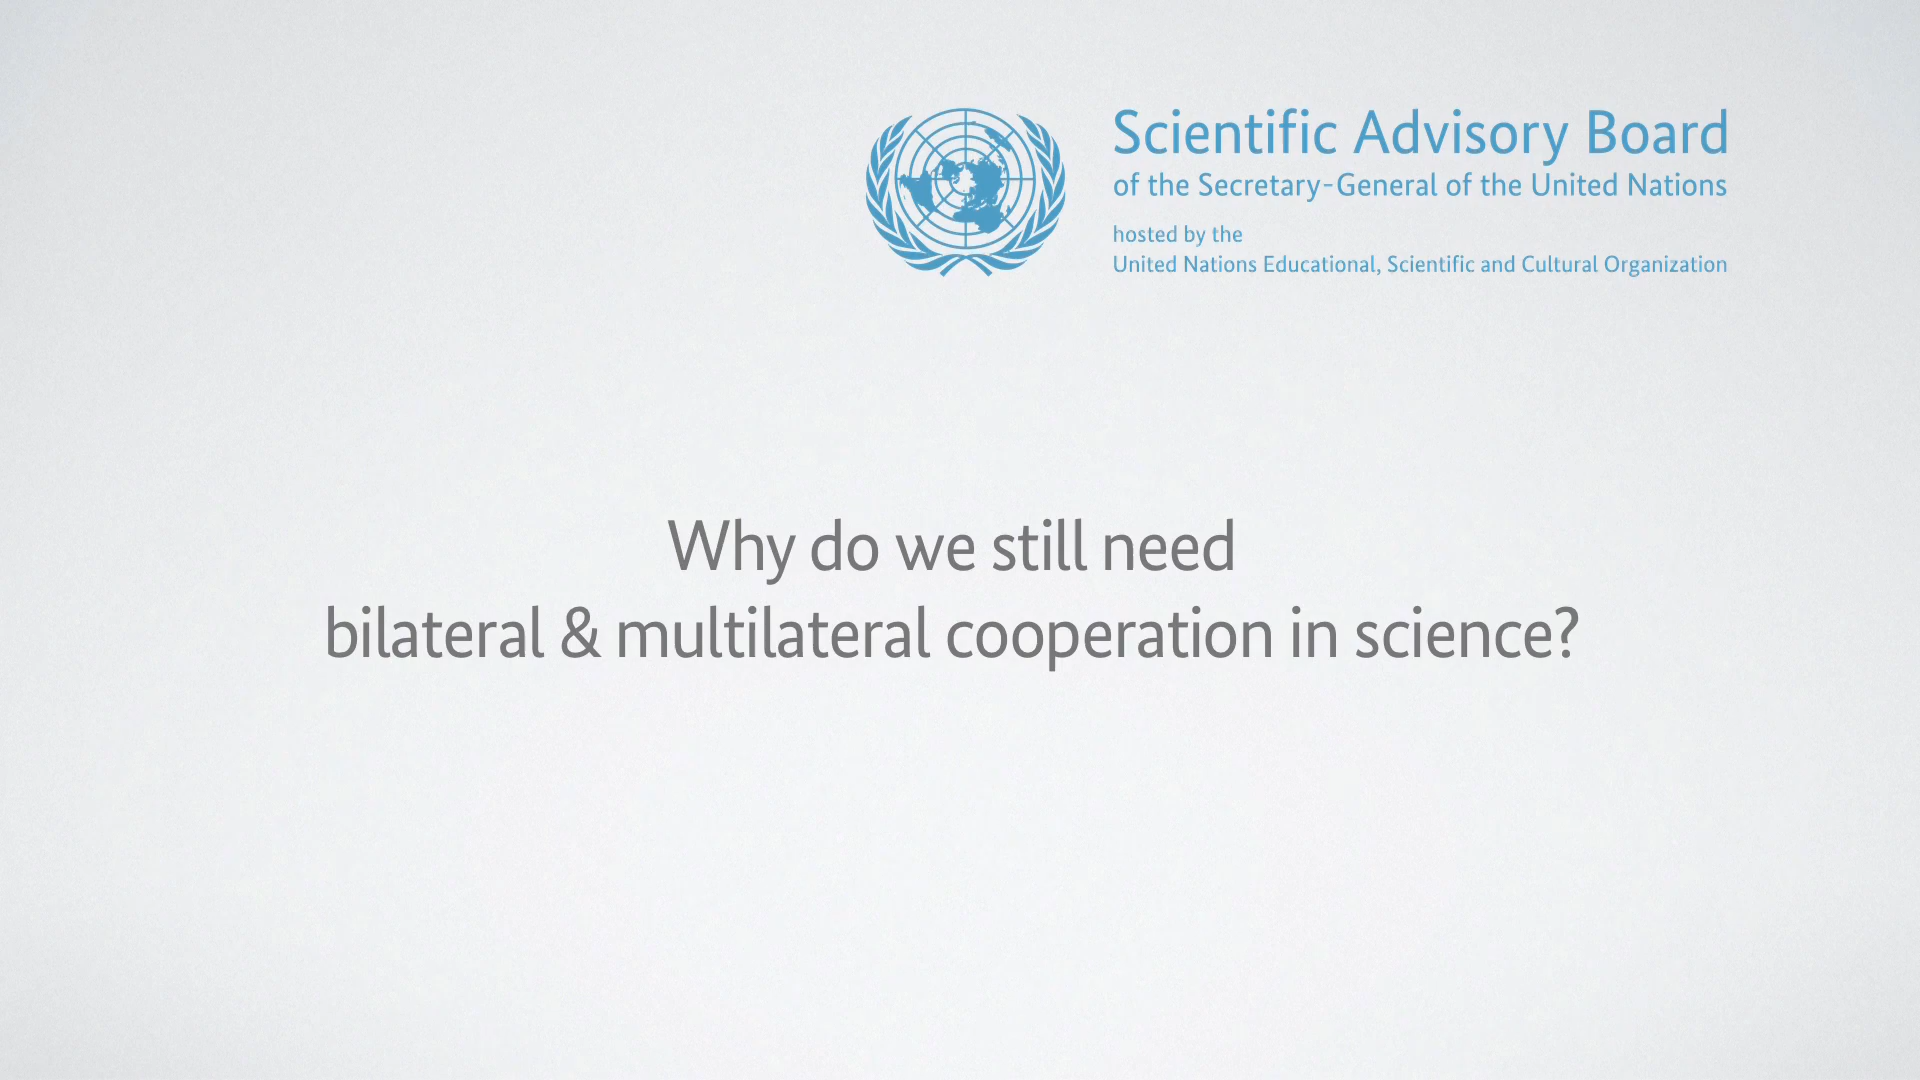 Scientific Advisory Board
of the Secretary-General of the United Nations
hosted by the
United Nations Educational, Scientific and Cultural Organization
Why do we still need
bilateral & multilateral cooperation in science?